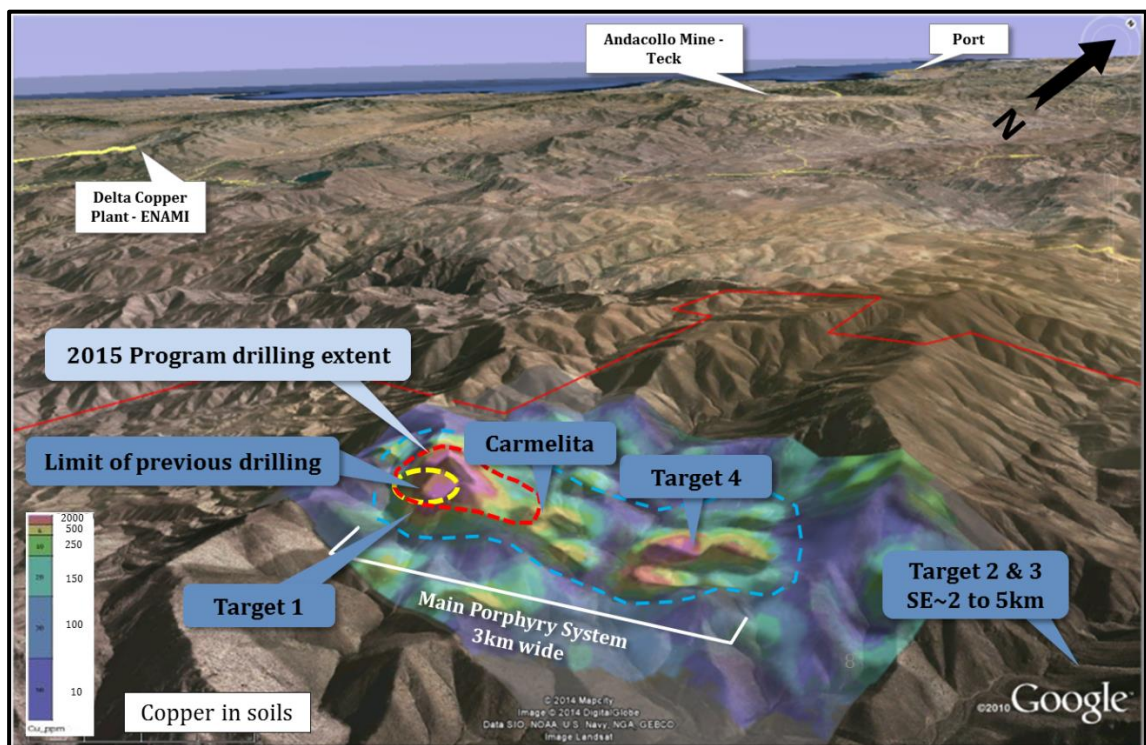 Andacollo Mine -
Teck
Port
N
Delta Copper
Plant - ENAMI
2015 Program drilling extent
Carmelita
Limit of previous drilling
Target 4
Target 1
Target 2 & 3
SE~2 to 5km
Main Porphyry System
3km wide
2000
500
250
150
100
10
Cu_ppm
Copper in soils
© 2014 Mapcity
Image © 2014 DigitalGlobe
Data SIO, NOAA, U.S. Navy, NGA, GEBCO
Image Landsat
©2010 Google